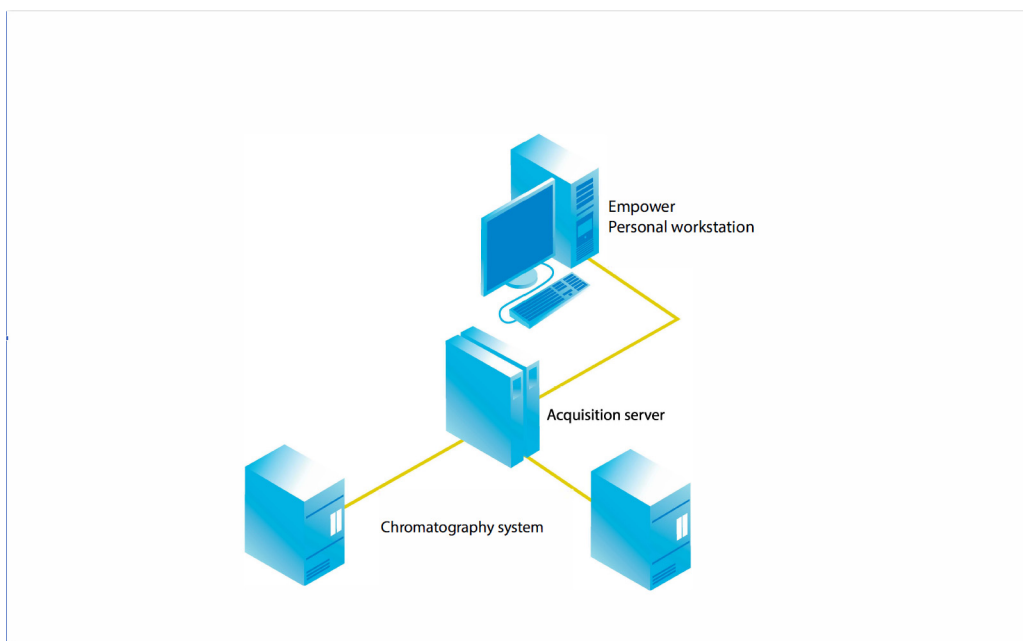 Empower
Personal workstation
Acquisition server
Chromatography system